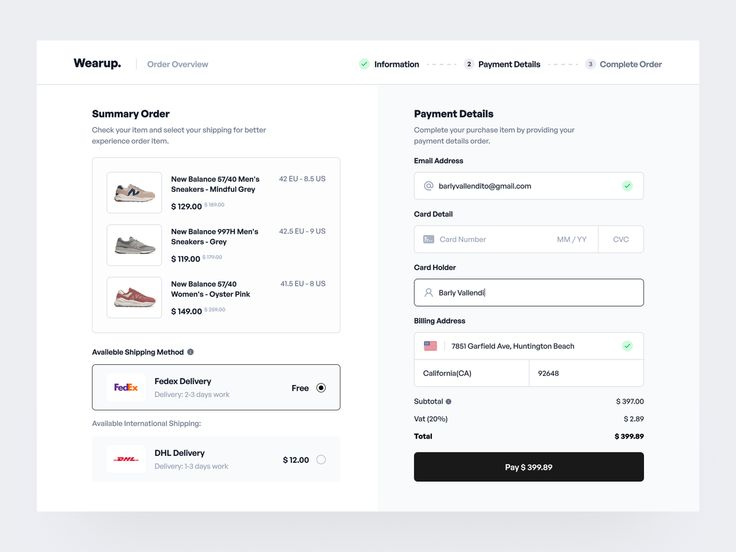 Wearup.
Order Overview
Information
2 Payment Details
3 Complete Order
Summary Order
Check your item and select your shipping for better
experience order item.
New Balance 57/40 Men's
Sneakers - Mindful Grey
42 EU - 8.5 US
$ 129.00 $ 169.00
New Balance 997H Men's
Sneakers - Grey
42.5 EU - 9 US
$ 119.00 $ 179.00
New Balance 57/40
Women's - Oyster Pink
41.5 EU - 8 US
$ 149.00 $ 259.00
Available Shipping Method
FedEx
Fedex Delivery
Delivery: 2-3 days work
Free
Available International Shipping:
DHL
DHL Delivery
Delivery: 1-3 days work
$ 12.00
Payment Details
Complete your purchase item by providing your
payment details order.
Email Address
@ barlyvallendito@gmail.com
Card Detail
Card Number MM / YY CVC
Card Holder
Barly Vallendi
Billing Address
7851 Garfield Ave, Huntington Beach
California(CA) 92648
Subtotal $ 397.00
Vat (20%) $ 2.89
Total $ 399.89
Pay $ 399.89